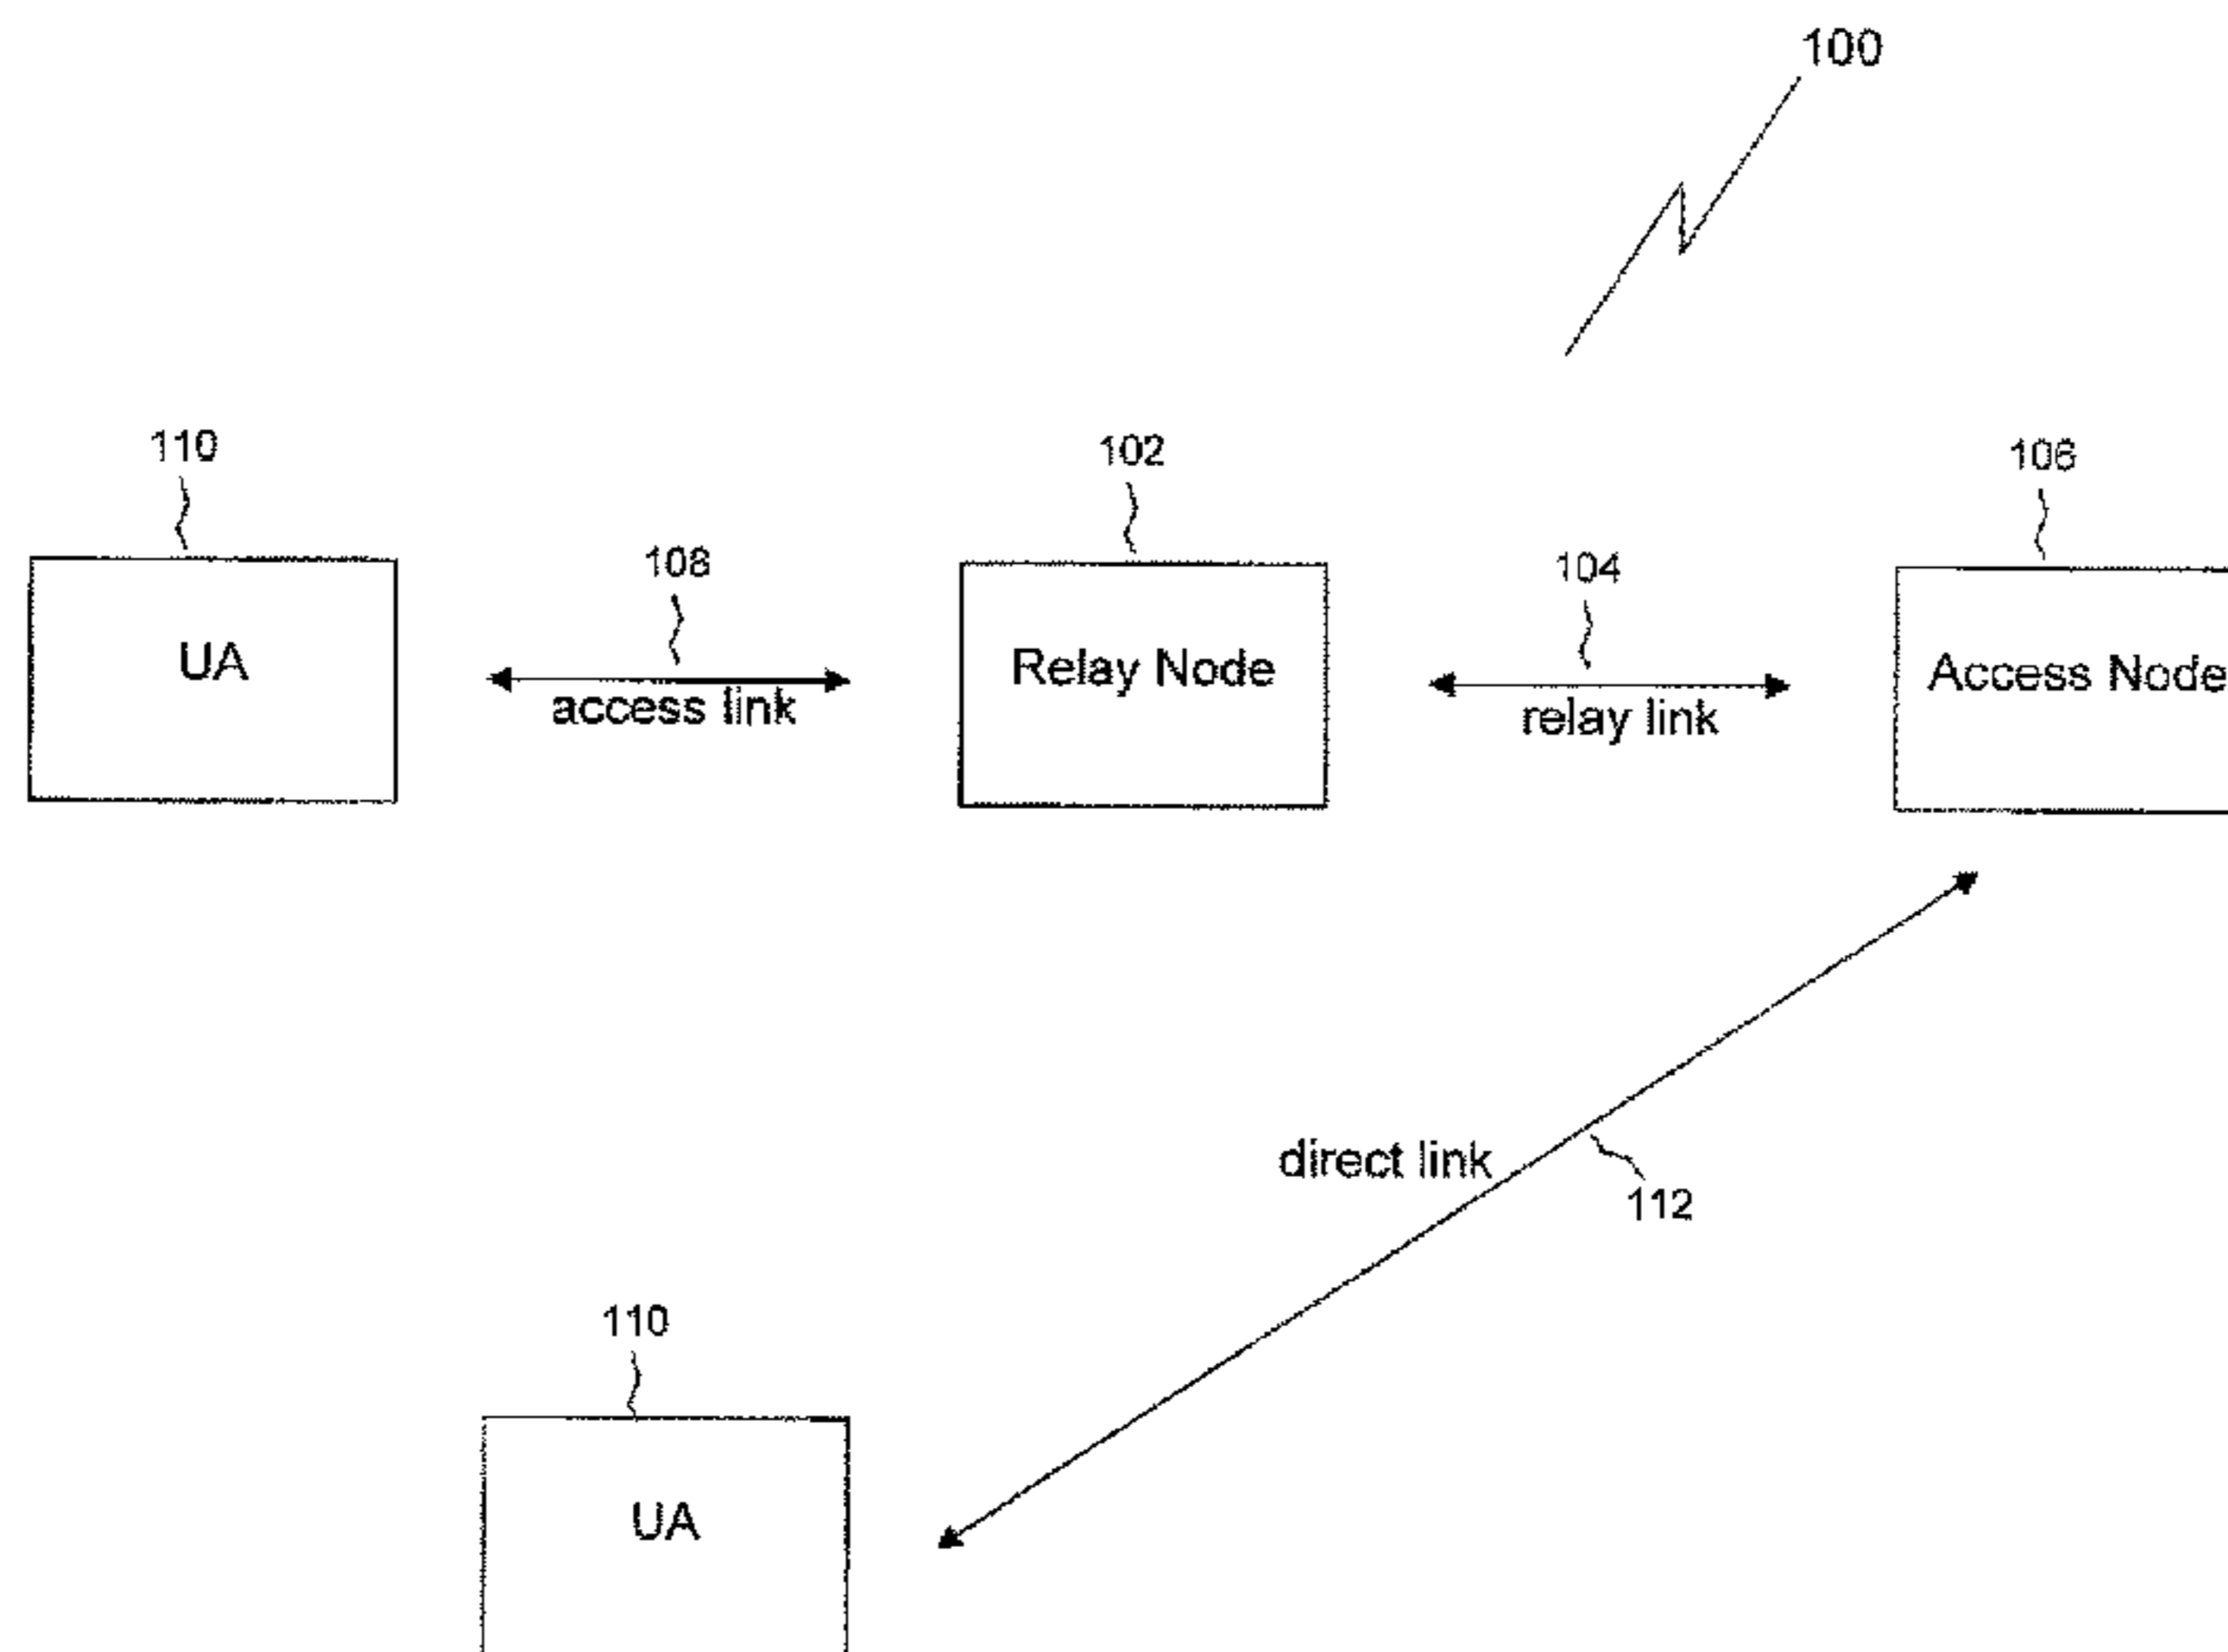 100
110
102
106
108
104
UA
Relay Node
Access Node
access link
relay link
direct link
112
110
UA